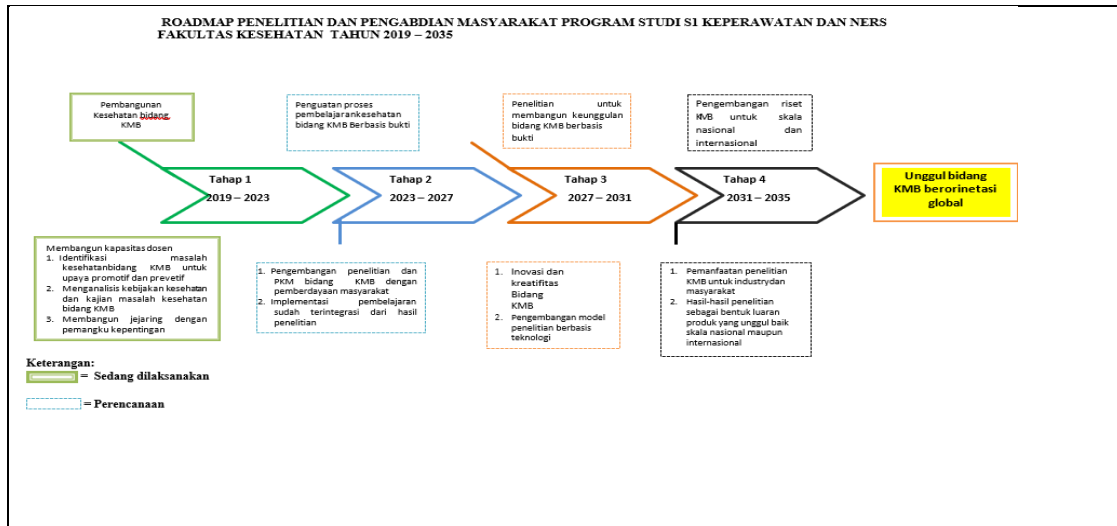 ROADMAP PENELITIAN DAN PENGABDIAN MASYARAKAT PROGRAM STUDI S1 KEPERAWATAN DAN NERS
FAKULTAS KESEHATAN TAHUN 2019 – 2035
Pembangunan
Kesehatan bidang
KMB
Penguatan proses
pembelajarankesehatan
bidang KMB Berbasis bukti
Penelitian untuk
membangun keunggulan
bidang KMB berbasis
bukti
Pengembangan riset
KMB untuk skala
nasional dan
internasional
Tahap 1
2019 – 2023
Tahap 2
2023 – 2027
Tahap 3
2027 – 2031
Tahap 4
2031 – 2035
Unggul bidang
KMB berorinetasi
global
Membangun kapasitas dosen
1. Identifikasi masalah
kesehatanbidang KMB untuk
upaya promotif dan prevetif
2. Menganalisis kebijakan kesehatan
dan kajian masalah kesehatan
bidang KMB
3. Membangun jejaring dengan
pemangku kepentingan
1. Pengembangan penelitian dan
PKM bidang KMB dengan
pemberdayaan masyarakat
2. Implementasi pembelajaran
sudah terintegrasi dari hasil
penelitian
1. Inovasi dan
kreatifitas
Bidang
KMB
2. Pengembangan model
penelitian berbasis
teknologi
1. Pemanfaatan penelitian
KMB untuk industrydan
masyarakat
2. Hasil-hasil penelitian
sebagai bentuk luaran
produk yang unggul baik
skala nasional maupun
internasional
Keterangan:
= Sedang dilaksanakan
= Perencanaan